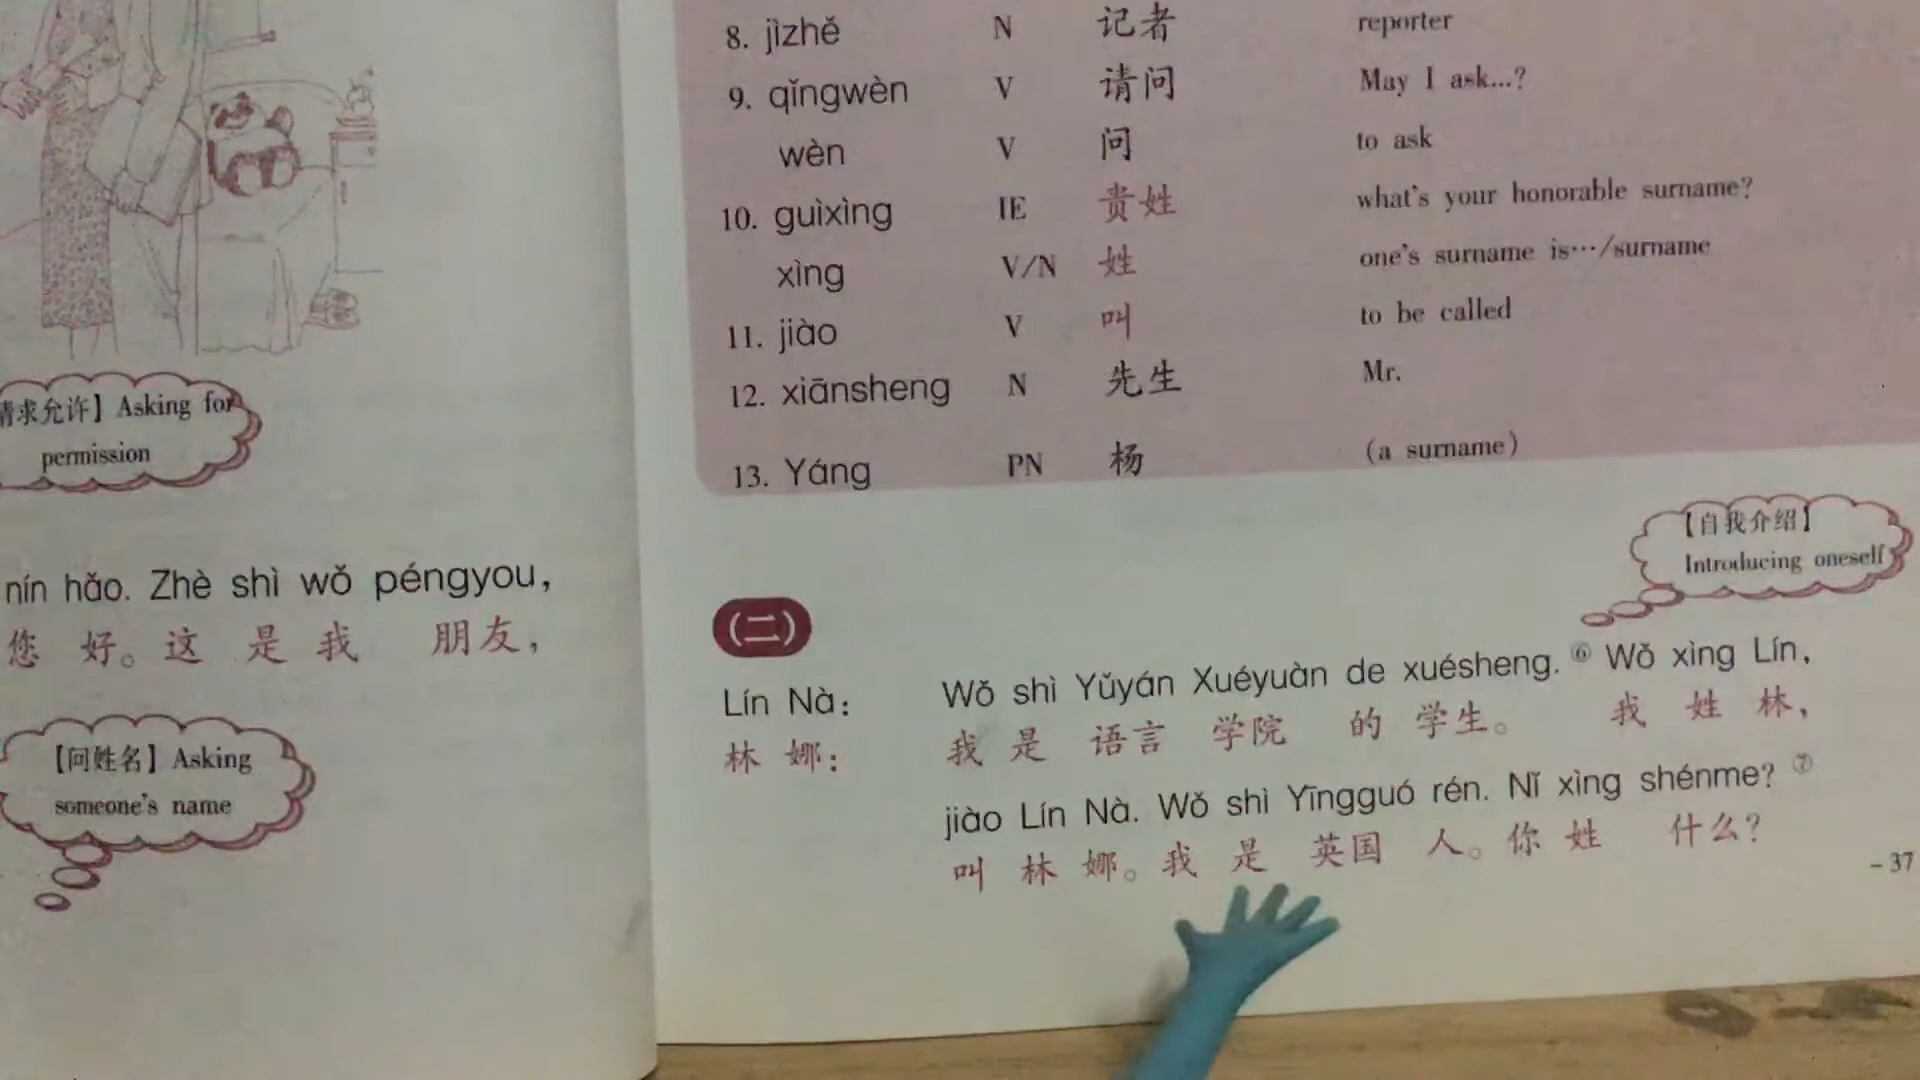 请求允许】Asking for
permission
nín hǎo. Zhè shì wǒ péngyou,
您 好。这 是 我 朋友，
【问姓名】Asking
someone's name
8. jìzhě N 记者 reporter
9. qǐngwèn V 请问 May I ask...?
wèn V 问 to ask
10. guìxìng IE 贵姓 what's your honorable surname?
xìng V/N 姓 one's surname is…/surname
11. jiào V 叫 to be called
12. xiānsheng N 先生 Mr.
13. Yáng PN 杨 (a surname)
【自我介绍】
Introducing oneself
(二)
Lín Nà: Wǒ shì Yǔyán Xuéyuàn de xuésheng.⑥ Wǒ xìng Lín,
林 娜： 我 是 语言 学院 的 学生。 我 姓 林，
jiào Lín Nà. Wǒ shì Yīngguó rén. Nǐ xìng shénme?⑦
叫 林 娜。我 是 英国 人。你 姓 什么？
- 37